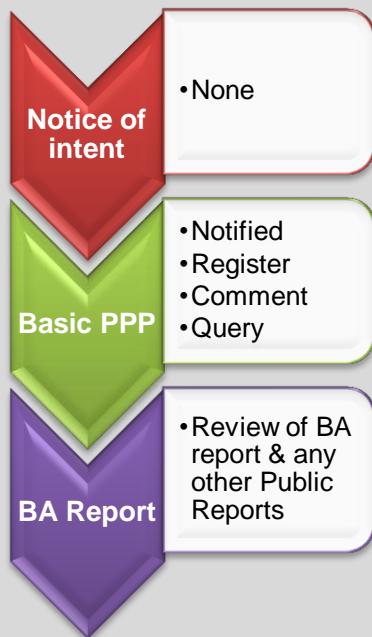 Notice of
intent
•None
Basic PPP
•Notified
•Register
•Comment
•Query
BA Report
•Review of BA
report & any
other Public
Reports